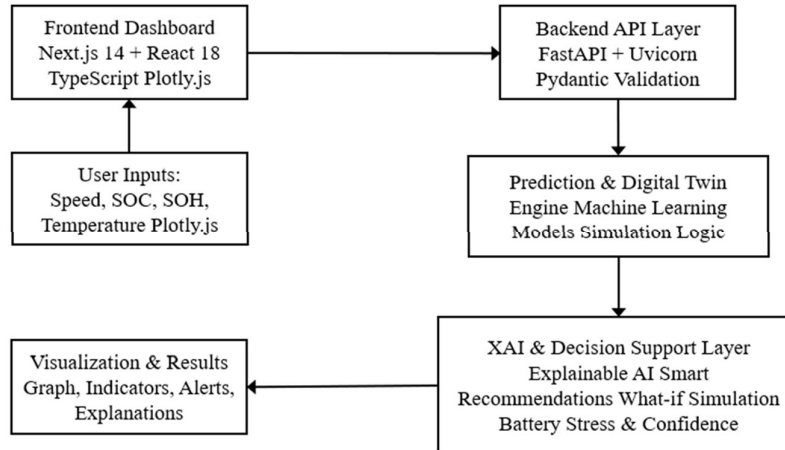 Frontend Dashboard
Next.js 14 + React 18
TypeScript Plotly.js
Backend API Layer
FastAPI + Uvicorn
Pydantic Validation
User Inputs:
Speed, SOC, SOH,
Temperature Plotly.js
Prediction & Digital Twin
Engine Machine Learning
Models Simulation Logic
Visualization & Results
Graph, Indicators, Alerts,
Explanations
XAI & Decision Support Layer
Explainable AI Smart
Recommendations What-if Simulation
Battery Stress & Confidence